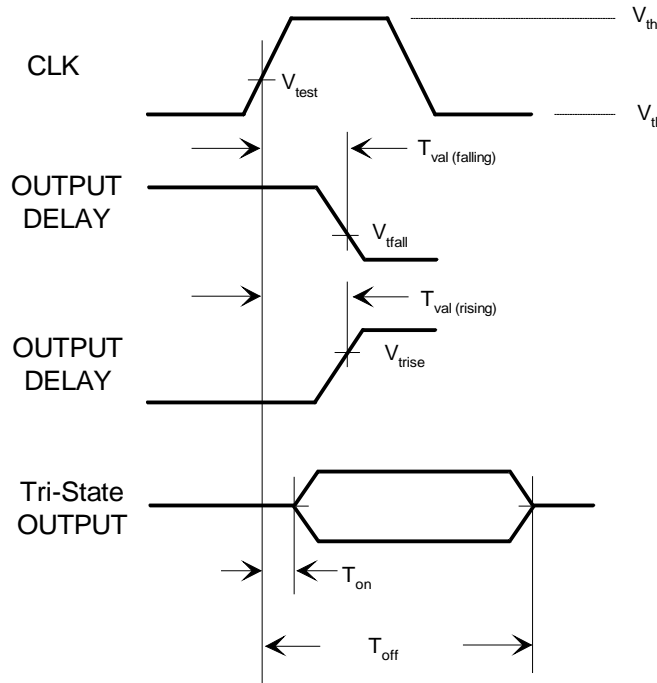 V_th
CLK
V_test
V_tl
T_val (falling)
OUTPUT
DELAY
V_tfall
T_val (rising)
OUTPUT
DELAY
V_trise
Tri-State
OUTPUT
T_on
T_off